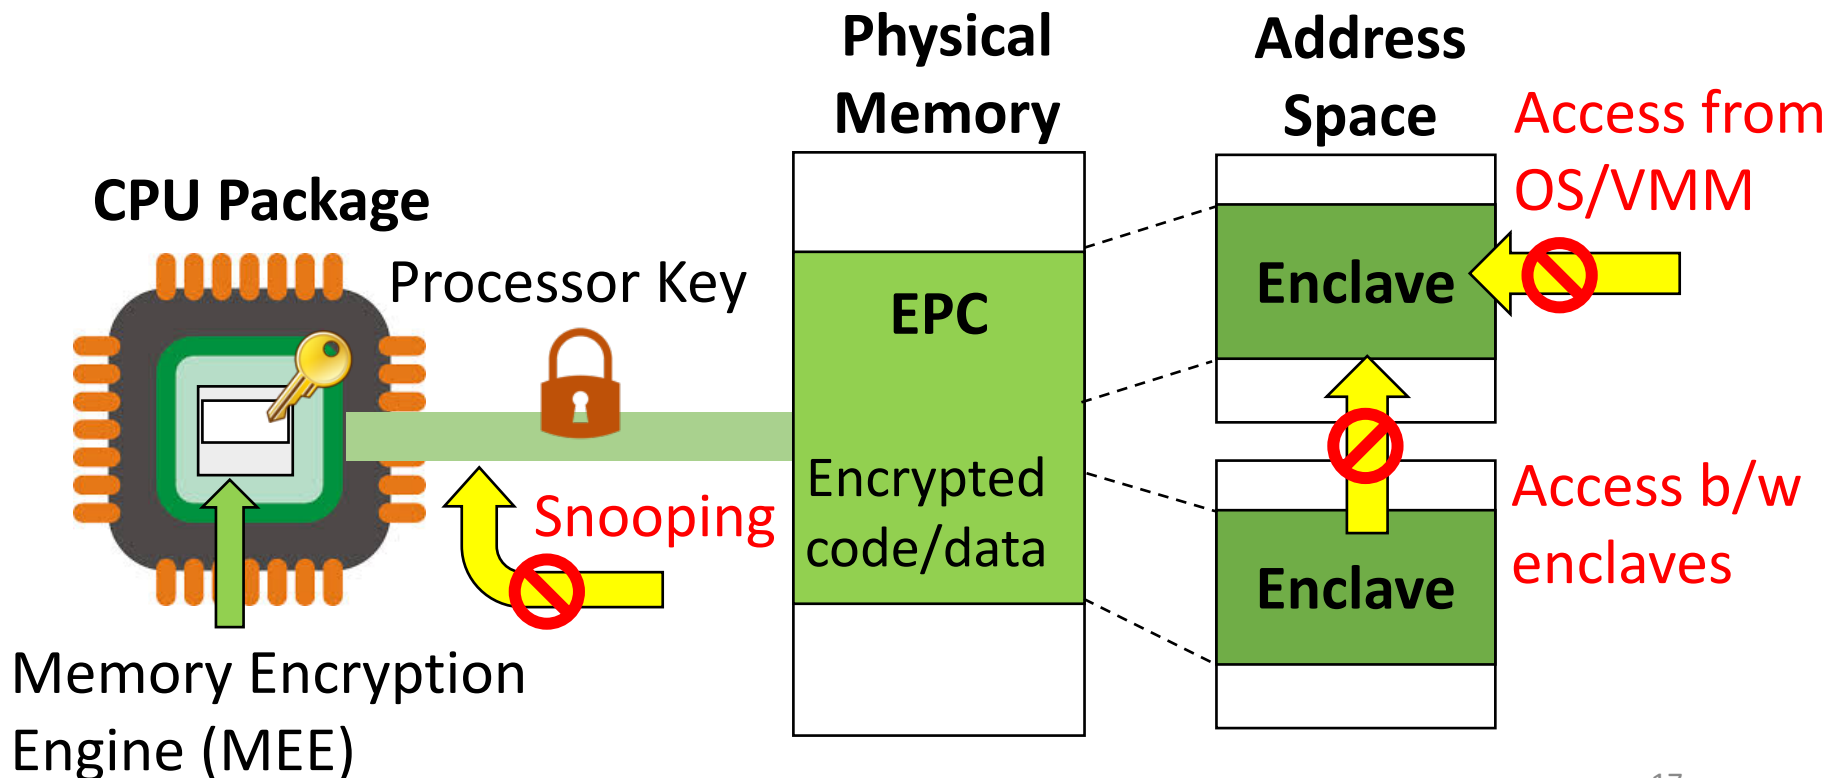 Physical
Memory
Address
Space
Access from
OS/VMM
CPU Package
Processor Key
EPC
Enclave
Snooping
Encrypted
code/data
Access b/w
enclaves
Enclave
Memory Encryption
Engine (MEE)